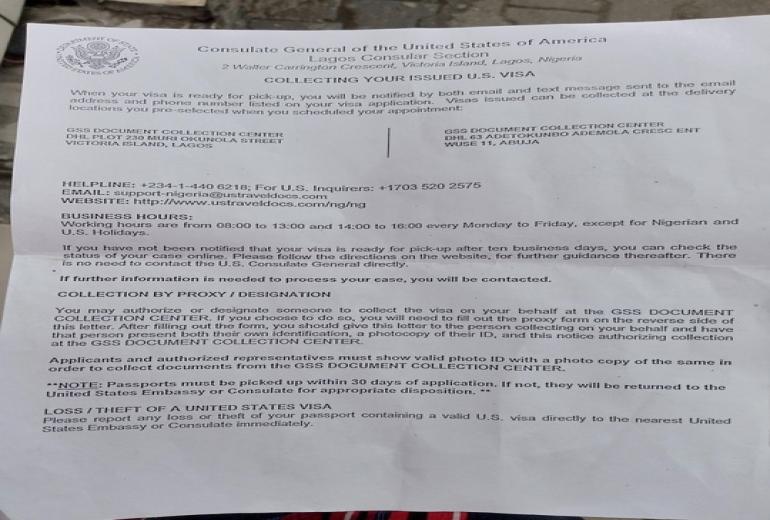 Consulate General of the United States of America
Lagos Consular Section
2 Walter Carrington Crescent, Victoria Island, Lagos, Nigeria
COLLECTING YOUR ISSUED U.S. VISA
When your visa is ready for pick-up, you will be notified by both email and text message sent to the email
address and phone number listed on your visa application. Visas issued can be collected at the delivery
locations you pre-selected when you scheduled your appointment:
GSS DOCUMENT COLLECTION CENTER
DHL PLOT 230 MURI OKUNOLA STREET
VICTORIA ISLAND, LAGOS
GSS DOCUMENT COLLECTION CENTER
DHL 63 ADETOKUNBO ADEMOLA CRESC ENT
WUSE 11, ABUJA
HELPLINE: +234-1-440 6218; For U.S. Inquirers: +1703 520 2575
EMAIL: support-nigeria@ustraveldocs.com
WEBSITE: http://www.ustraveldocs.com/ng/ng
BUSINESS HOURS:
Working hours are from 08:00 to 13:00 and 14:00 to 16:00 every Monday to Friday, except for Nigerian and
U.S. Holidays.
If you have not been notified that your visa is ready for pick-up after ten business days, you can check the
status of your case online. Please follow the directions on the website, for further guidance thereafter. There
is no need to contact the U.S. Consulate General directly.
If further information is needed to process your case, you will be contacted.
COLLECTION BY PROXY / DESIGNATION
You may authorize or designate someone to collect the visa on your behalf at the GSS DOCUMENT
COLLECTION CENTER. If you choose to do so, you will need to fill out the proxy form on the reverse side of
this letter. After filling out the form, you should give this letter to the person collecting on your behalf and have
that person present both their own identification, a photocopy of their ID, and this notice authorizing collection
at the GSS DOCUMENT COLLECTION CENTER.
Applicants and authorized representatives must show valid photo ID with a photo copy of the same in
order to collect documents from the GSS DOCUMENT COLLECTION CENTER.
**NOTE: Passports must be picked up within 30 days of application. If not, they will be returned to the
United States Embassy or Consulate for appropriate disposition. **
LOSS / THEFT OF A UNITED STATES VISA
Please report any loss or theft of your passport containing a valid U.S. visa directly to the nearest United
States Embassy or Consulate immediately.